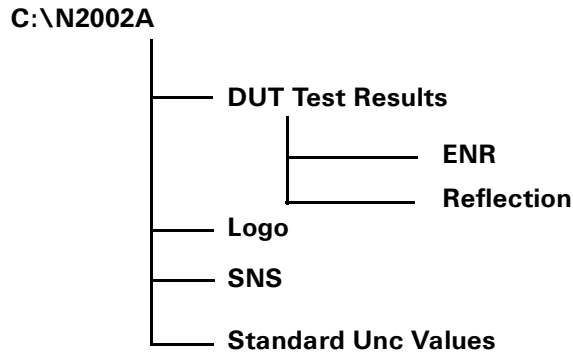 C:\N2002A
DUT Test Results
ENR
Reflection
Logo
SNS
Standard Unc Values